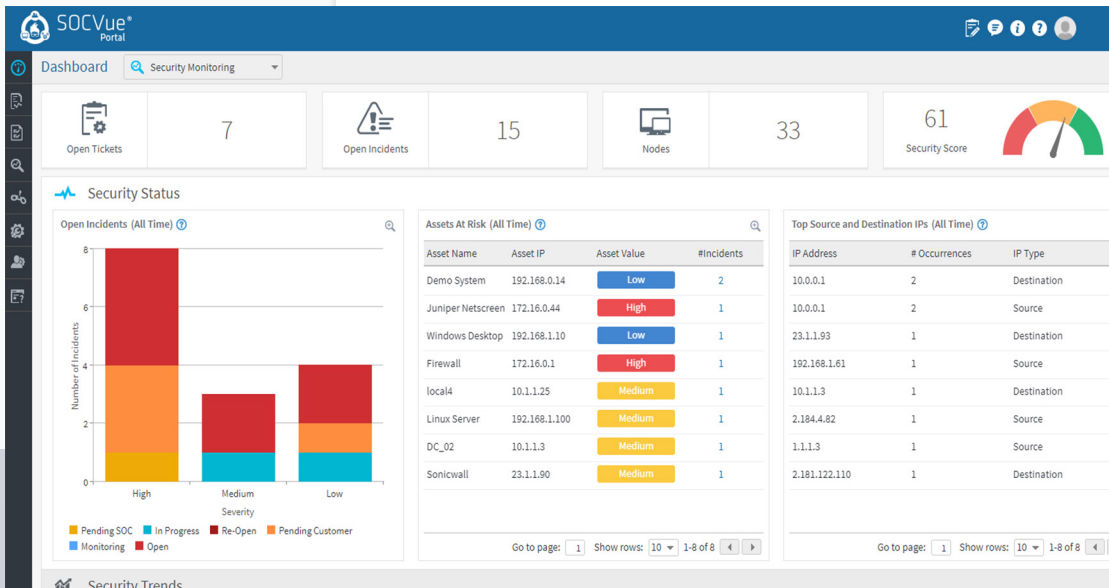 SOCVue®
Portal
Dashboard Security Monitoring
Open Tickets 7
Open Incidents 15
Nodes 33
61
Security Score
Security Status
Open Incidents (All Time)
8
6
4
2
0
Number of Incidents
High Medium Low
Severity
Pending SOC In Progress Re-Open Pending Customer
Monitoring Open
Assets At Risk (All Time)
Asset Name Asset IP Asset Value #Incidents
Demo System 192.168.0.14 Low 2
Juniper Netscreen 172.16.0.44 High 1
Windows Desktop 192.168.1.10 Low 1
Firewall 172.16.0.1 High 1
local4 10.1.1.25 Medium 1
Linux Server 192.168.1.100 Medium 1
DC_02 10.1.1.3 Medium 1
Sonicwall 23.1.1.90 Medium 1
Go to page: 1 Show rows: 10 1-8 of 8
Top Source and Destination IPs (All Time)
IP Address # Occurrences IP Type
10.0.0.1 2 Destination
10.0.0.1 2 Source
23.1.1.93 1 Destination
192.168.1.61 1 Source
10.1.1.3 1 Destination
2.184.4.82 1 Source
1.1.1.3 1 Source
2.181.122.110 1 Destination
Go to page: 1 Show rows: 10 1-8 of 8
Security Trends